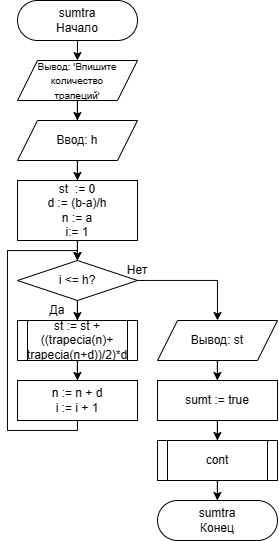 sumtra
Начало
Вывод: 'Впишите
количество
трапеций'
Ввод: h
st := 0
d := (b-a)/h
n := a
i:= 1
i <= h?
Нет
Да
st := st +
((trapecia(n)+
trapecia(n+d))/2)*d
n := n + d
i := i + 1
Вывод: st
sumt := true
cont
sumtra
Конец